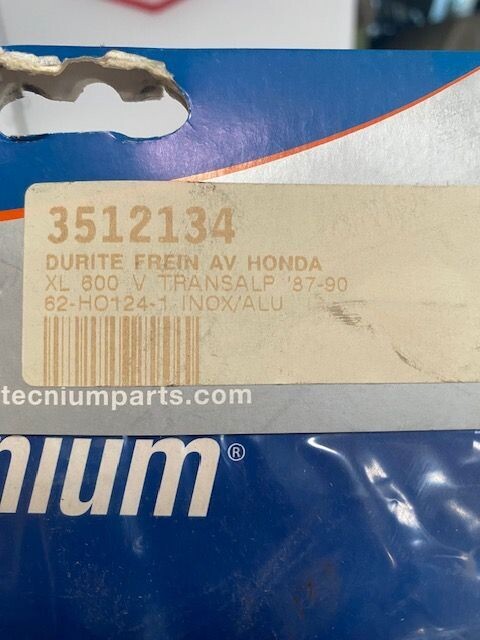 3512134
DURITE FREIN AV HONDA
XL 600 V TRANSALP '87-90
62-HO124-1 INOX/ALU
tecniumparts.com
nium®